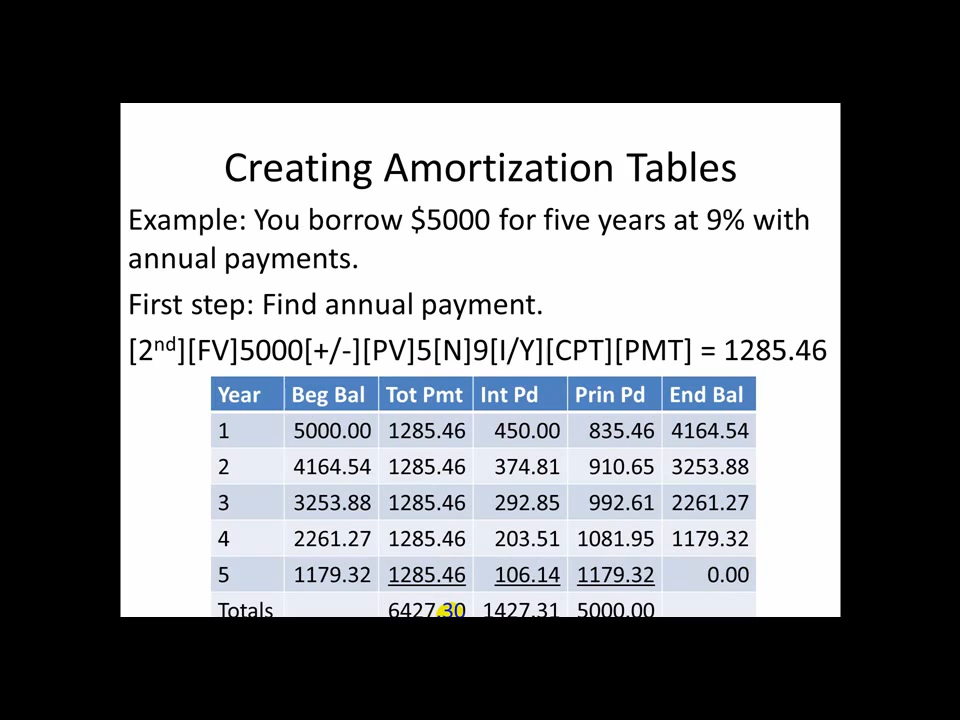 Creating Amortization Tables
Example: You borrow $5000 for five years at 9% with
annual payments.
First step: Find annual payment.
[2nd][FV]5000[+/-][PV]5[N]9[I/Y][CPT][PMT] = 1285.46
Year Beg Bal Tot Pmt Int Pd Prin Pd End Bal
1 5000.00 1285.46 450.00 835.46 4164.54
2 4164.54 1285.46 374.81 910.65 3253.88
3 3253.88 1285.46 292.85 992.61 2261.27
4 2261.27 1285.46 203.51 1081.95 1179.32
5 1179.32 1285.46 106.14 1179.32 0.00
Totals 6427.30 1427.31 5000.00